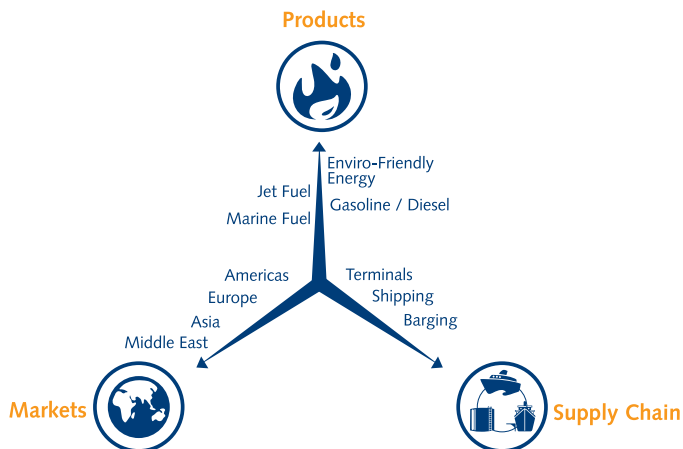 Products
Enviro-Friendly
Energy
Jet Fuel
Gasoline / Diesel
Marine Fuel
Americas
Terminals
Europe
Shipping
Asia
Barging
Middle East
Markets
Supply Chain